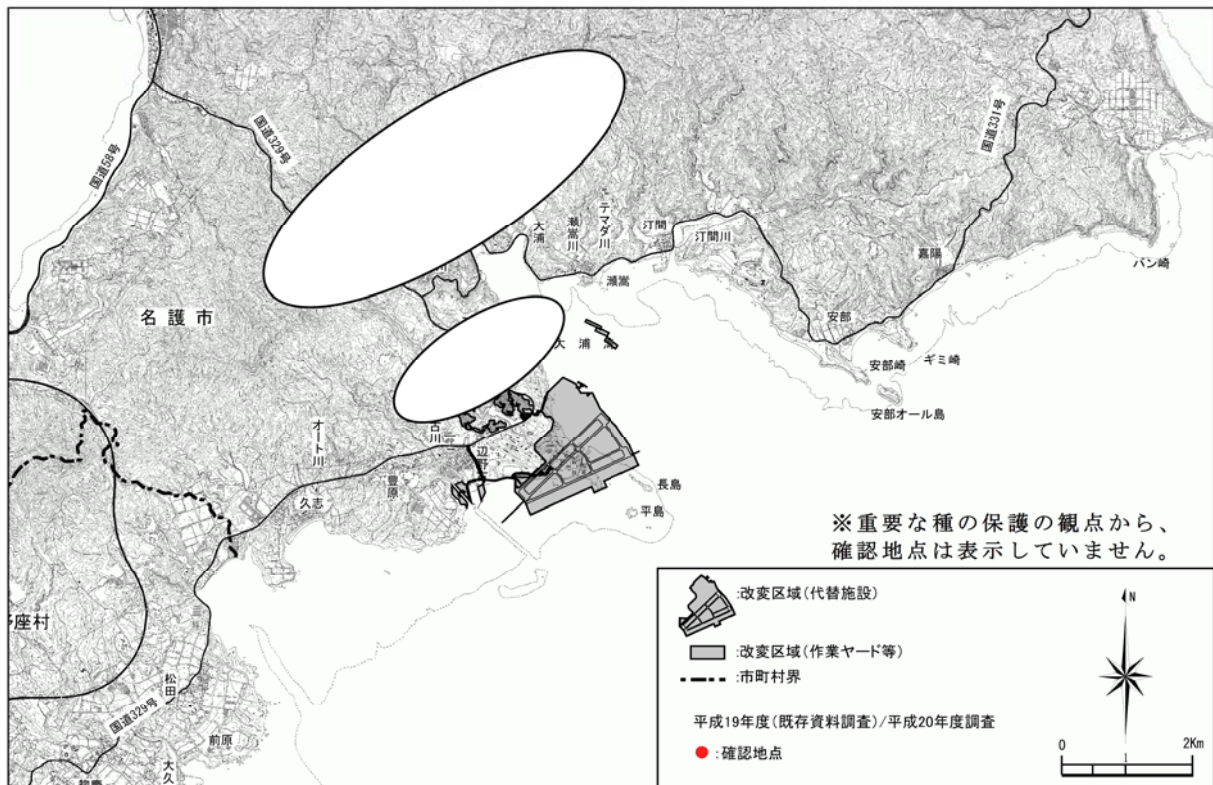 国道58号
国道329号
国道331号
大浦
瀬嵩川
テマダ川
汀間
汀間川
瀬嵩
嘉陽
バン崎
名護市
安部
安部崎
ギミ崎
安部オール島
大浦
オート川
古川
豊原
久志
長島
平島
※重要な種の保護の観点から、
確認地点は表示していません。
座村
松田
国道329号
前原
大久
:改変区域(代替施設)
:改変区域(作業ヤード等)
:市町村界
平成19年度(既存資料調査)/平成20年度調査
:確認地点
N
0 1 2Km